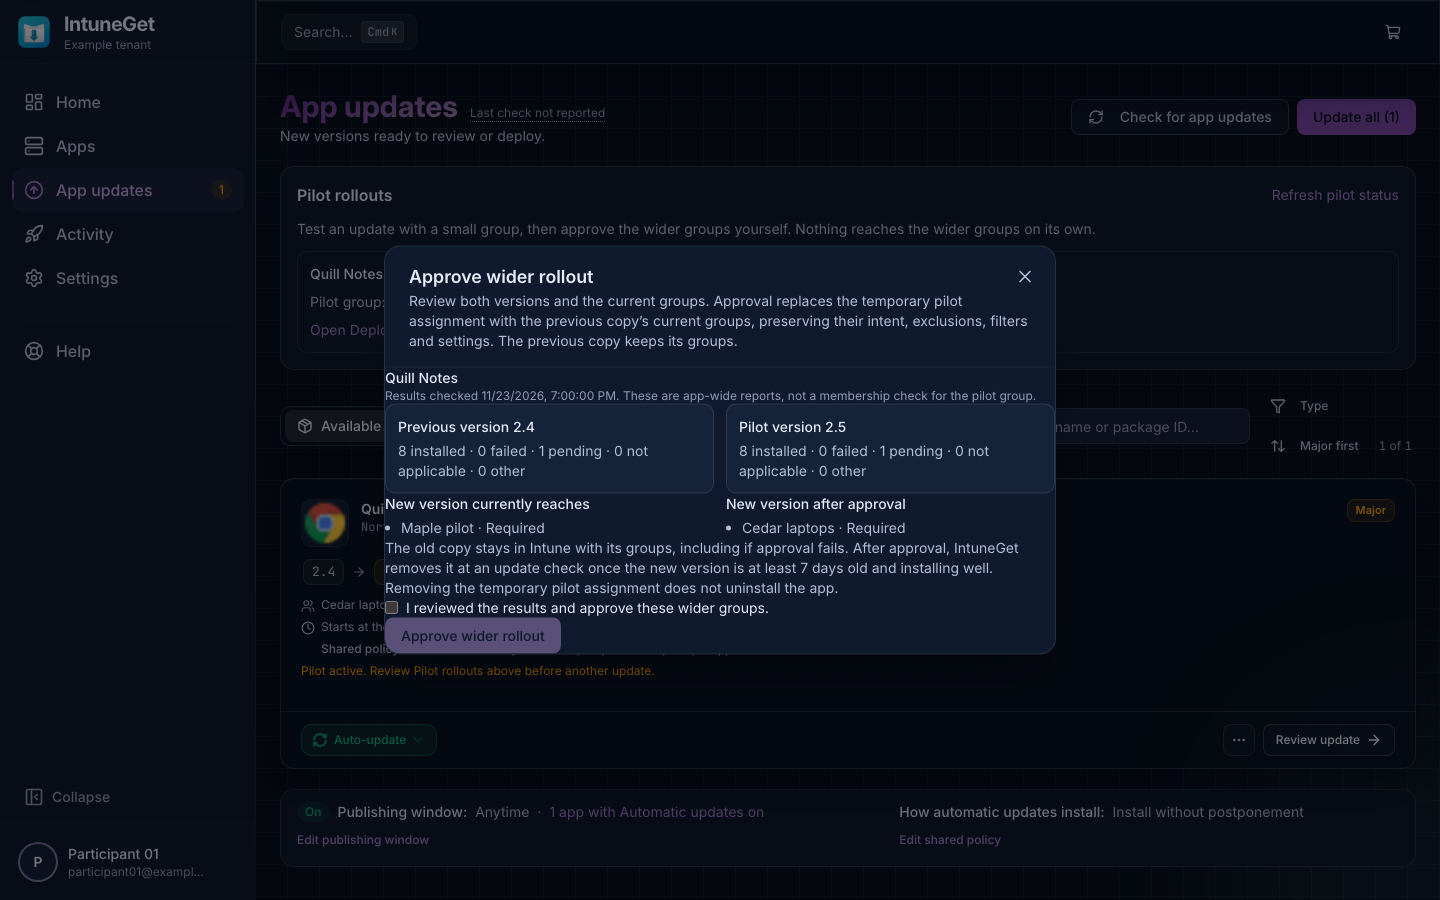 IntuneGet
Example tenant
Search... Cmd K
Home
Apps
App updates 1
Activity
Settings
Help
Collapse
P
Participant 01
participant01@exampl...
App updates Last check not reported
New versions ready to review or deploy.
Check for app updates
Update all (1)
Pilot rollouts
Refresh pilot status
Test an update with a small group, then approve the wider groups yourself. Nothing reaches the wider groups on its own.
Quill Notes
Pilot group:
Open
Approve wider rollout
Review both versions and the current groups. Approval replaces the temporary pilot
assignment with the previous copy’s current groups, preserving their intent, exclusions, filters
and settings. The previous copy keeps its groups.
Quill Notes
Results checked 11/23/2026, 7:00:00 PM. These are app-wide reports, not a membership check for the pilot group.
Previous version 2.4
8 installed · 0 failed · 1 pending · 0 not
applicable · 0 other
Pilot version 2.5
8 installed · 0 failed · 1 pending · 0 not
applicable · 0 other
New version currently reaches
• Maple pilot · Required
New version after approval
• Cedar laptops · Required
The old copy stays in Intune with its groups, including if approval fails. After approval, IntuneGet
removes it at an update check once the new version is at least 7 days old and installing well.
Removing the temporary pilot assignment does not uninstall the app.
I reviewed the results and approve these wider groups.
Approve wider rollout
Available
name or package ID...
Type
Major first 1 of 1
Major
2.4
Cedar
Starts at
Shared
Pilot active. Review Pilot rollouts above before another update.
Auto-update
Review update
On Publishing window: Anytime · 1 app with Automatic updates on
Edit publishing window
How automatic updates install: Install without postponement
Edit shared policy